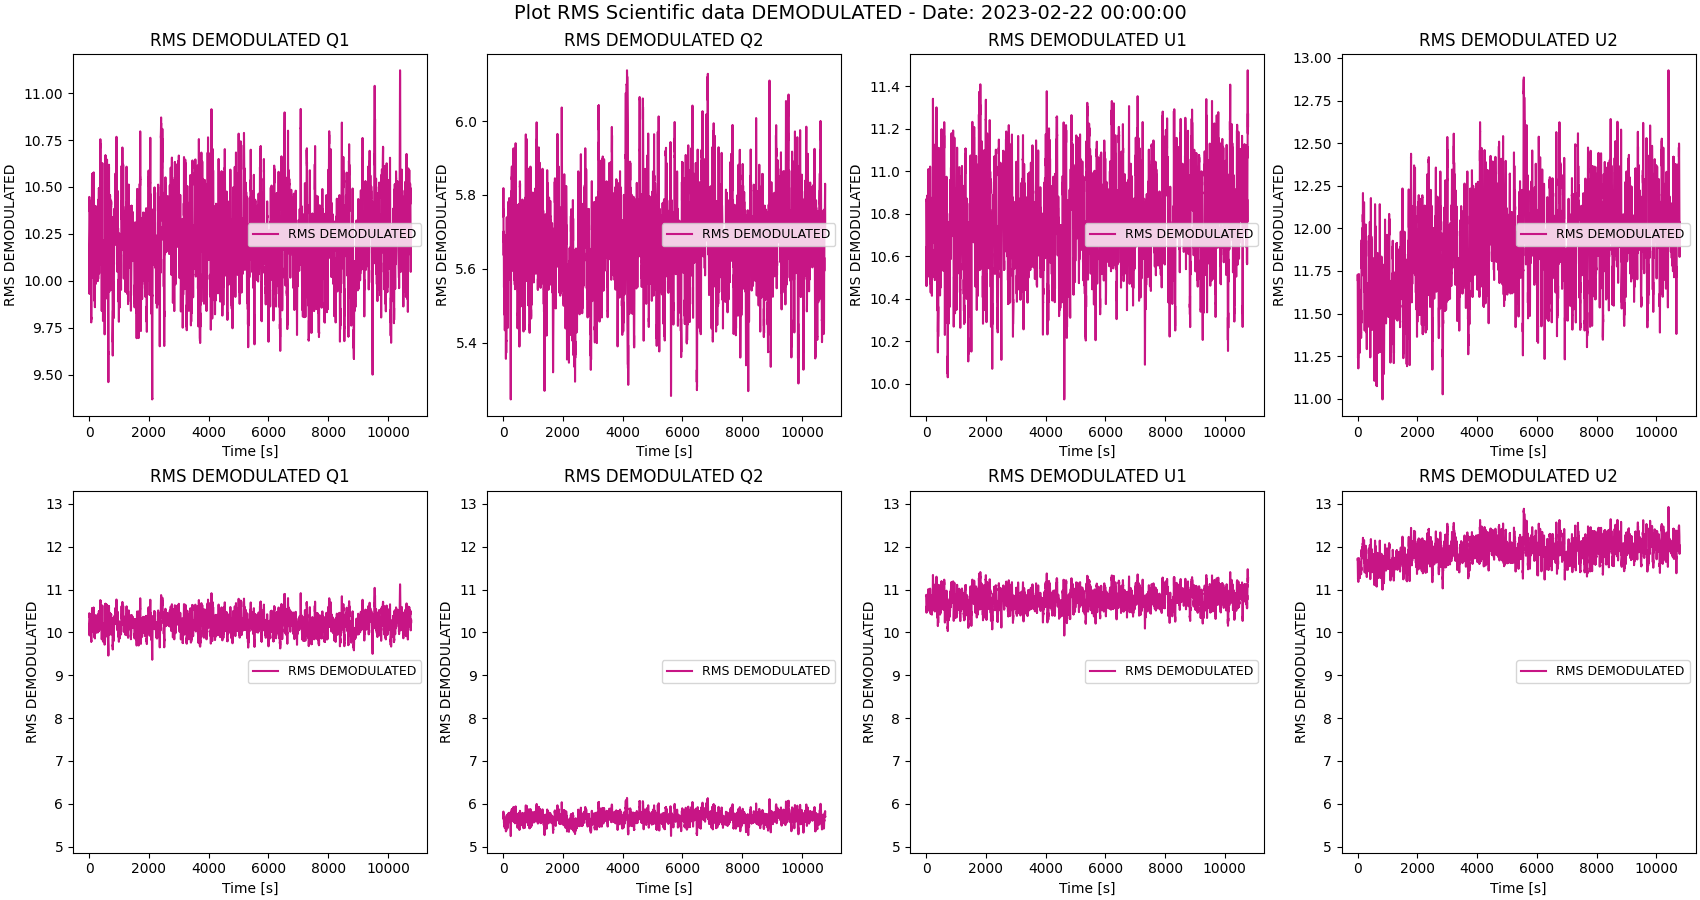 Plot RMS Scientific data DEMODULATED - Date: 2023-02-22 00:00:00
RMS DEMODULATED Q1
RMS DEMODULATED
11.00
10.75
10.50
10.25
10.00
9.75
9.50
RMS DEMODULATED
0 2000 4000 6000 8000 10000
Time [s]
RMS DEMODULATED Q2
RMS DEMODULATED
6.0
5.8
5.6
5.4
RMS DEMODULATED
0 2000 4000 6000 8000 10000
Time [s]
RMS DEMODULATED U1
RMS DEMODULATED
11.4
11.2
11.0
10.8
10.6
10.4
10.2
10.0
RMS DEMODULATED
0 2000 4000 6000 8000 10000
Time [s]
RMS DEMODULATED U2
RMS DEMODULATED
13.00
12.75
12.50
12.25
12.00
11.75
11.50
11.25
11.00
RMS DEMODULATED
0 2000 4000 6000 8000 10000
Time [s]
RMS DEMODULATED Q1
RMS DEMODULATED
13
12
11
10
9
8
7
6
5
RMS DEMODULATED
0 2000 4000 6000 8000 10000
Time [s]
RMS DEMODULATED Q2
RMS DEMODULATED
13
12
11
10
9
8
7
6
5
RMS DEMODULATED
0 2000 4000 6000 8000 10000
Time [s]
RMS DEMODULATED U1
RMS DEMODULATED
13
12
11
10
9
8
7
6
5
RMS DEMODULATED
0 2000 4000 6000 8000 10000
Time [s]
RMS DEMODULATED U2
RMS DEMODULATED
13
12
11
10
9
8
7
6
5
RMS DEMODULATED
0 2000 4000 6000 8000 10000
Time [s]